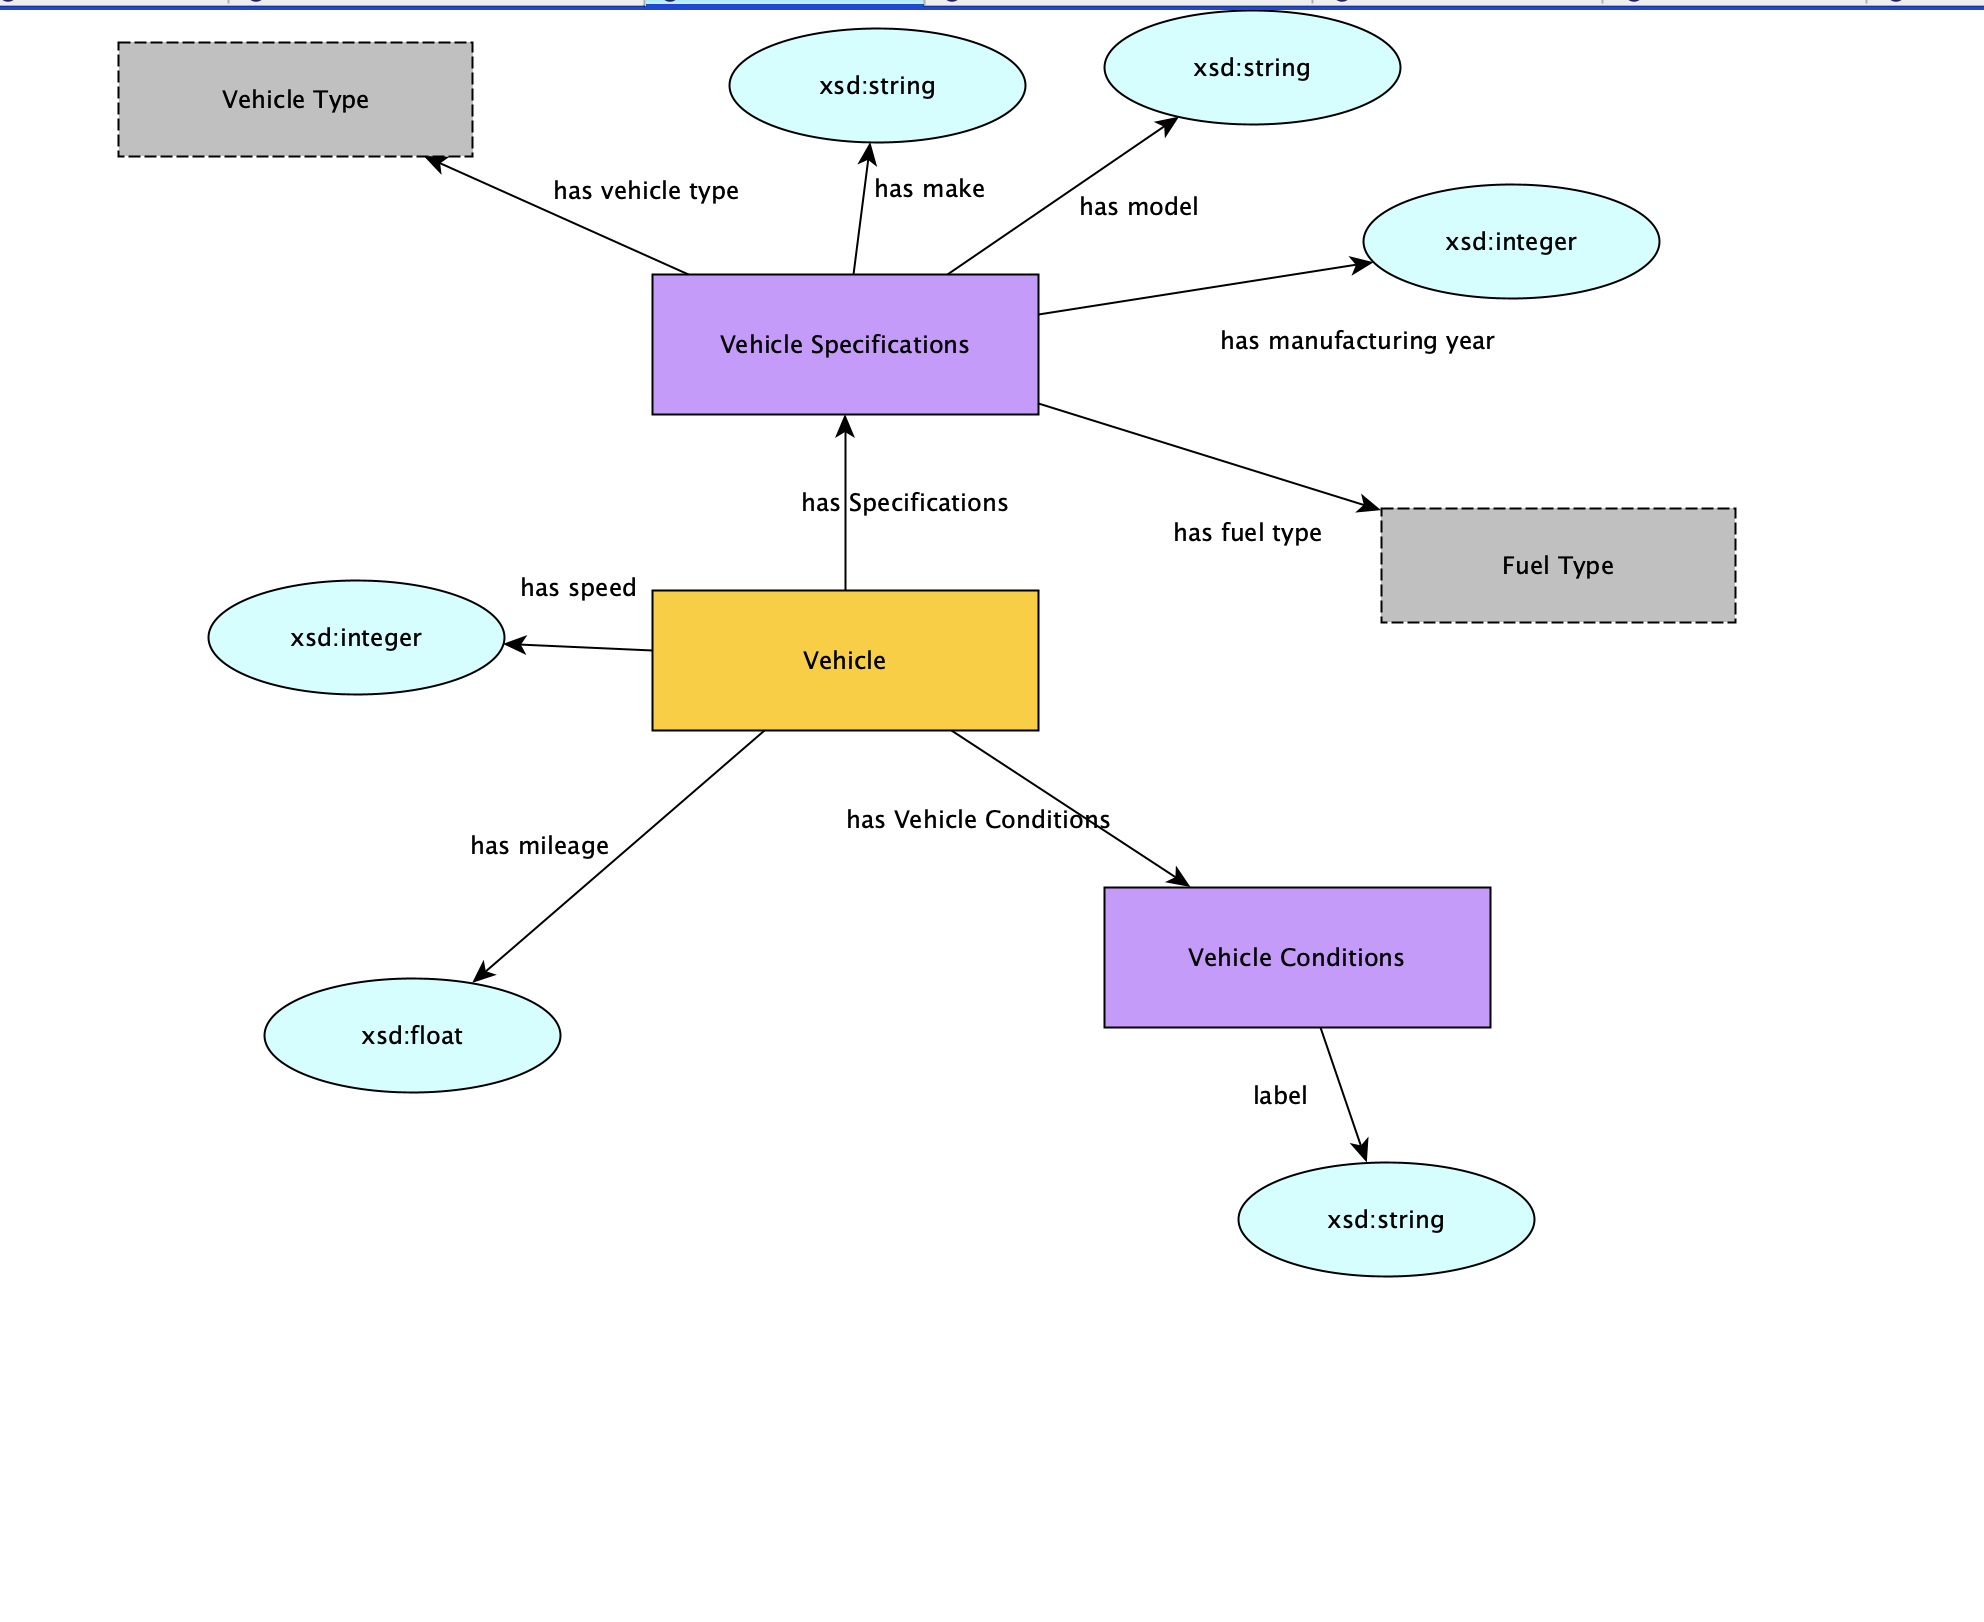 xsd:string
xsd:string
Vehicle Type
has vehicle type
has make
has model
xsd:integer
Vehicle Specifications
has manufacturing year
has Specifications
has fuel type
Fuel Type
has speed
xsd:integer
Vehicle
has mileage
has Vehicle Conditions
Vehicle Conditions
xsd:float
label
xsd:string